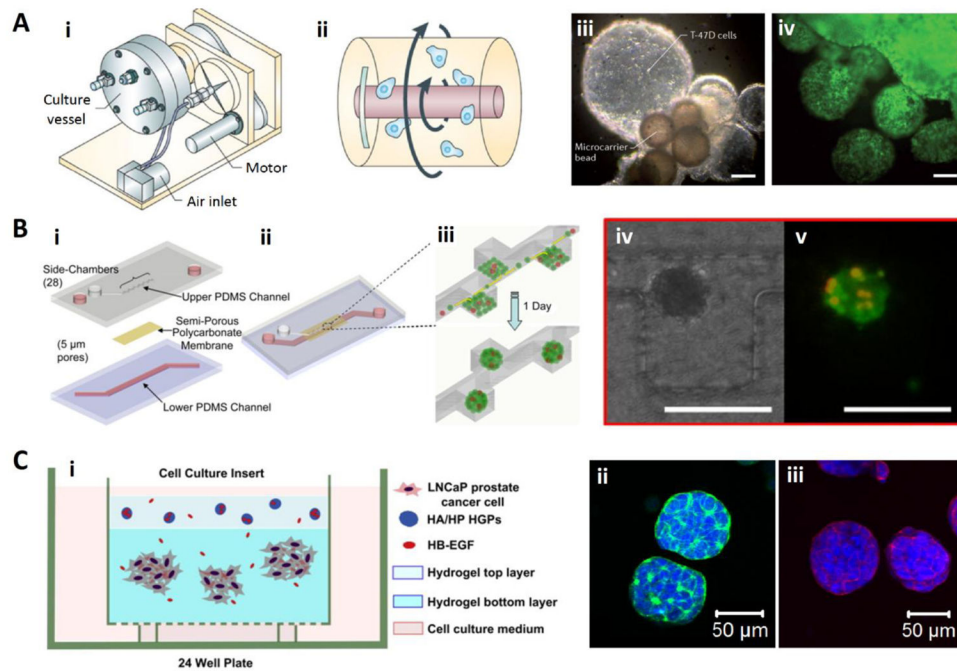 A
i
ii
iii
iv
Culture
vessel
Motor
Air inlet
T-47D cells
Microcarrier
bead
B
i
ii
iii
iv
v
Side-Chambers
(28)
Upper PDMS Channel
Semi-Porous
Polycarbonate
Membrane
(5 µm
pores)
Lower PDMS Channel
1 Day
C
i
ii
iii
Cell Culture Insert
LNCaP prostate
cancer cell
HA/HP HGPs
HB-EGF
Hydrogel top layer
Hydrogel bottom layer
Cell culture medium
24 Well Plate
50 µm
50 µm